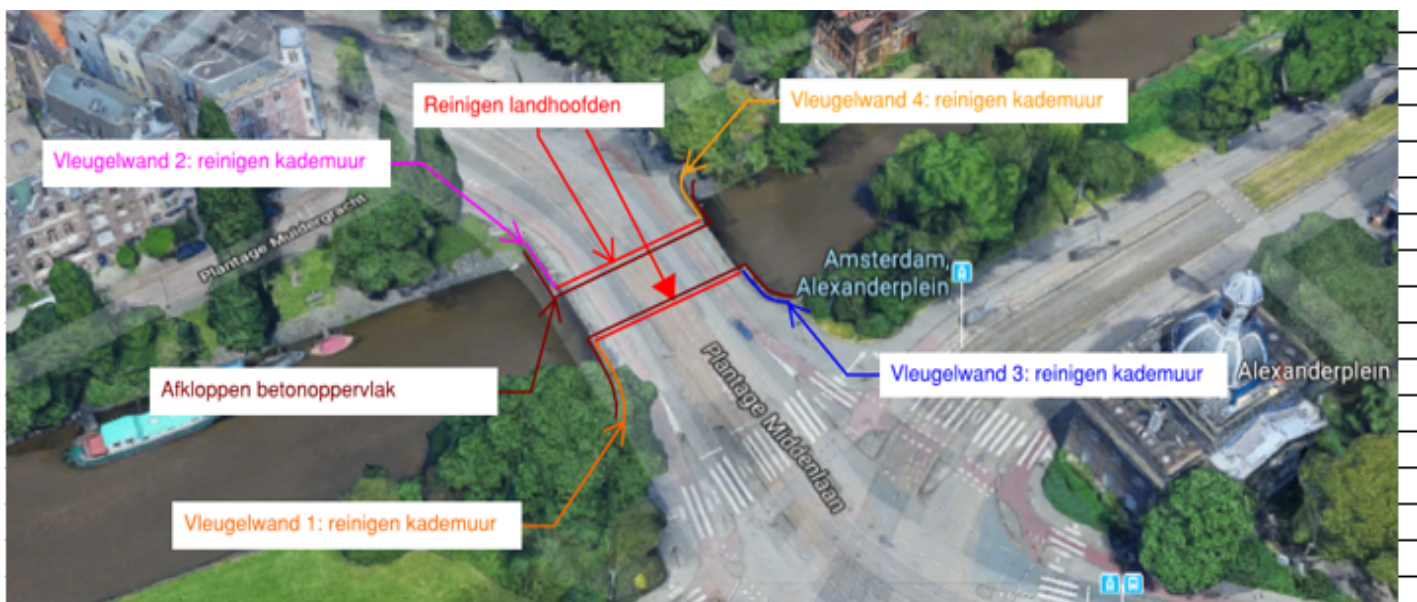 Reinigen landhoofden
Vleugelwand 4: reinigen kademuur
Vleugelwand 2: reinigen kademuur
Plantage Muidergracht
Amsterdam,
Alexanderplein
Afkloppen betonoppervlak
Plantage Middenlaan
Vleugelwand 3: reinigen kademuur
Alexanderplein
Vleugelwand 1: reinigen kademuur